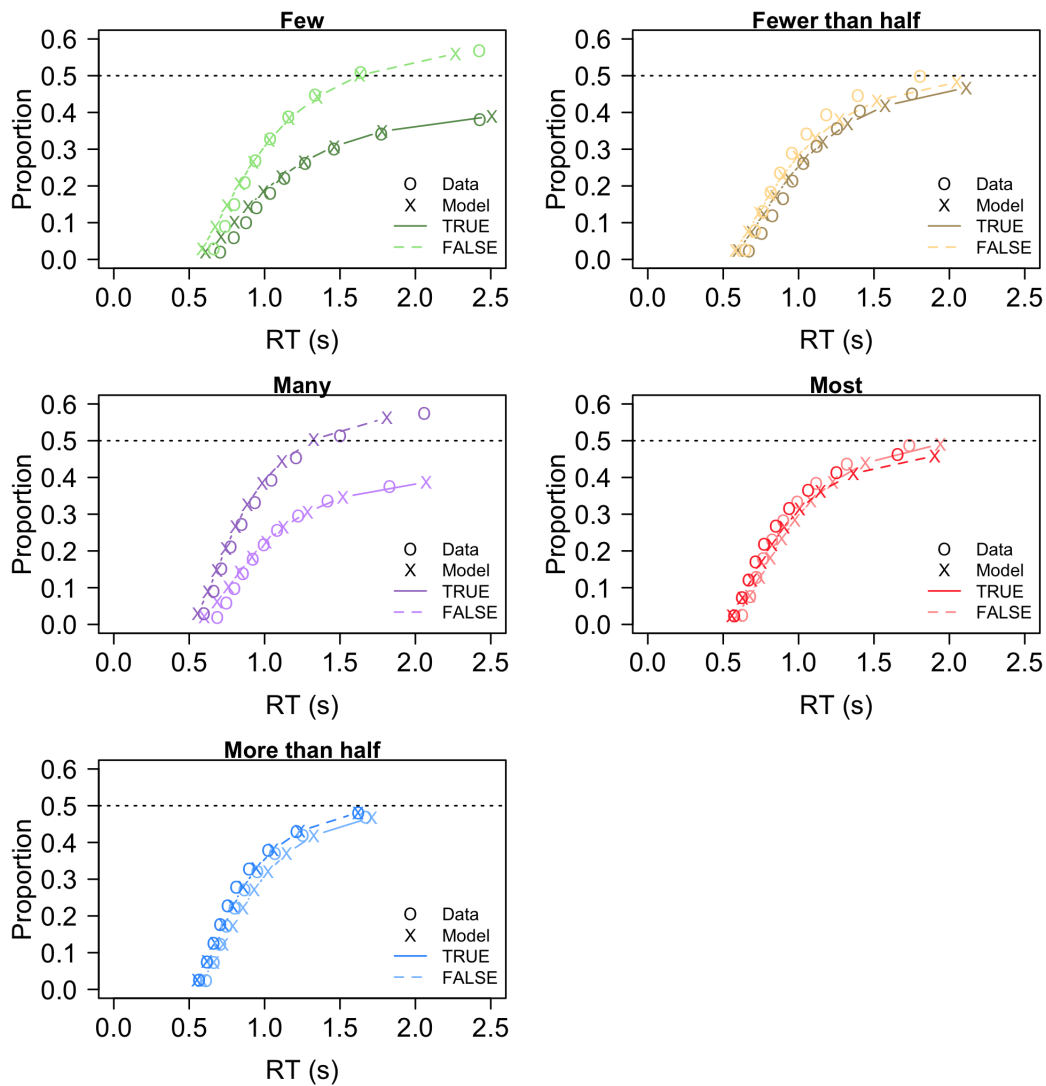 Few
Proportion
0.6
0.5
0.4
0.3
0.2
0.1
0.0
O Data
X Model
TRUE
FALSE
0.0 0.5 1.0 1.5 2.0 2.5
RT (s)
Fewer than half
Proportion
0.6
0.5
0.4
0.3
0.2
0.1
0.0
O Data
X Model
TRUE
FALSE
0.0 0.5 1.0 1.5 2.0 2.5
RT (s)
Many
Proportion
0.6
0.5
0.4
0.3
0.2
0.1
0.0
O Data
X Model
TRUE
FALSE
0.0 0.5 1.0 1.5 2.0 2.5
RT (s)
Most
Proportion
0.6
0.5
0.4
0.3
0.2
0.1
0.0
O Data
X Model
TRUE
FALSE
0.0 0.5 1.0 1.5 2.0 2.5
RT (s)
More than half
Proportion
0.6
0.5
0.4
0.3
0.2
0.1
0.0
O Data
X Model
TRUE
FALSE
0.0 0.5 1.0 1.5 2.0 2.5
RT (s)